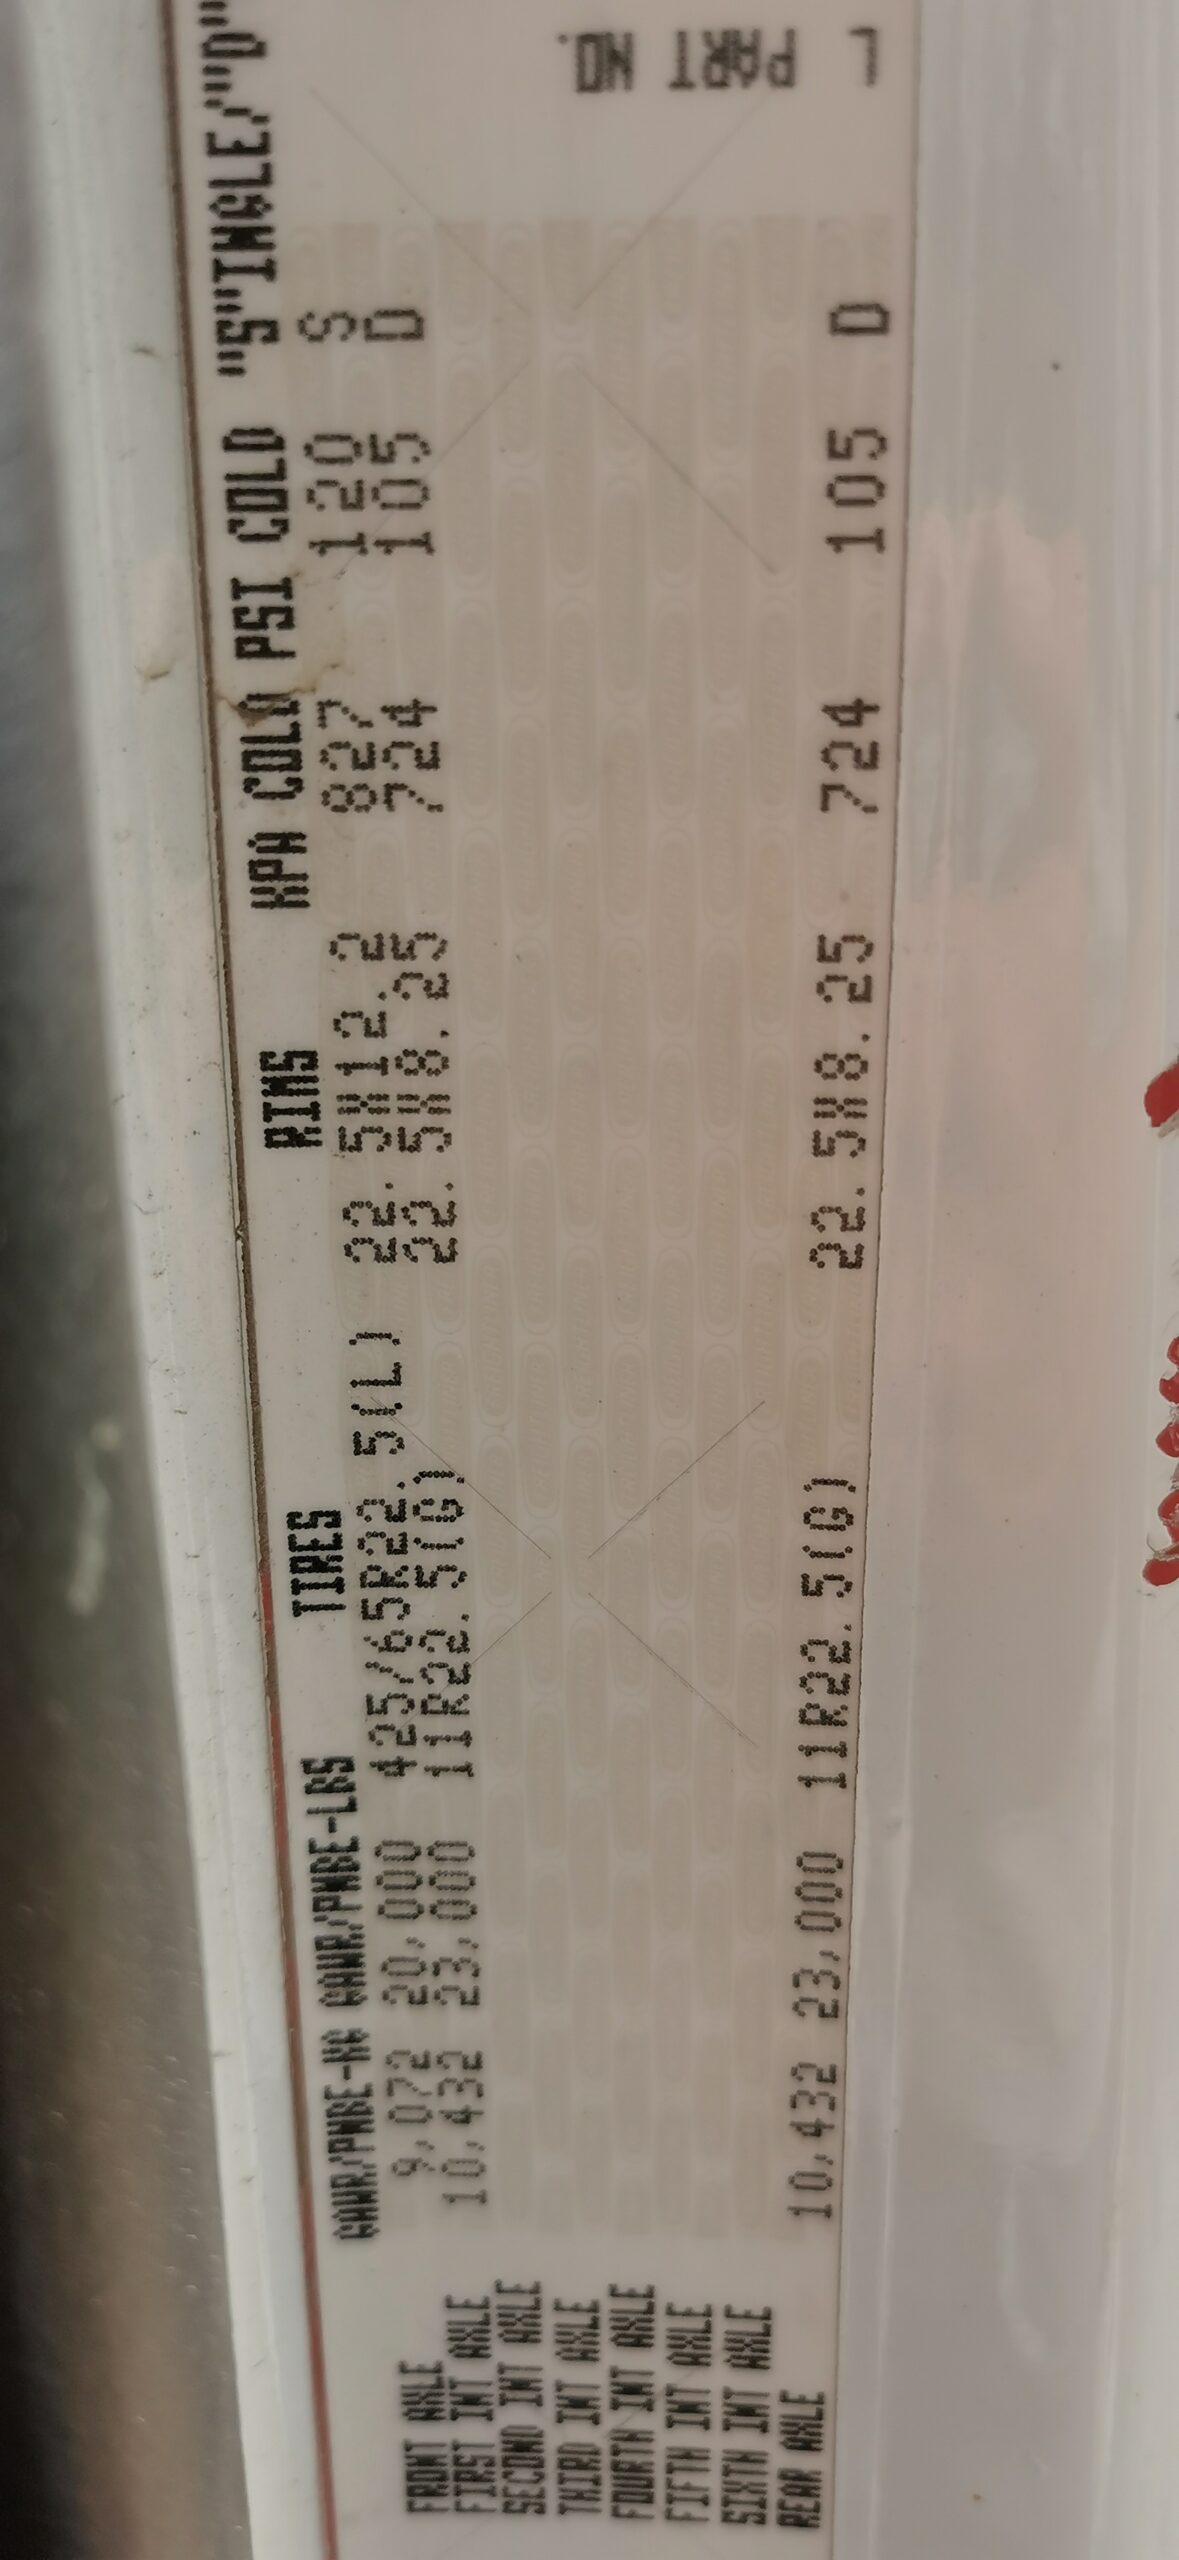 GAWR/PNBE-KG GAWR/PNBE-LBS TIRES RIMS KPA COLD PSI COLD "S"INGLE/"D"
FRONT AXLE 9,072 20,000 425/65R22.5(L) 22.5X12.22 827 120 S
FIRST INT AXLE 10,432 23,000 11R22.5(G) 22.5X8.25 724 105 D
SECOND INT AXLE
THIRD INT AXLE
FOURTH INT AXLE
FIFTH INT AXLE
SIXTH INT AXLE
REAR AXLE 10,432 23,000 11R22.5(G) 22.5X8.25 724 105 D
L PART NO.